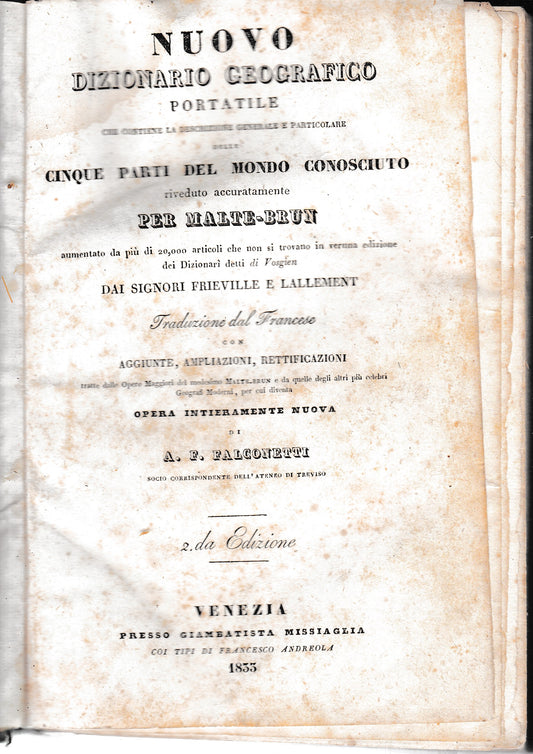 NUOVO
DIZIONARIO GEOGRAFICO
PORTATILE
CHE CONTIENE LA DESCRIZIONE GENERALE E PARTICOLARE
DELLE
CINQUE PARTI DEL MONDO CONOSCIUTO
riveduto accuratamente
PER MALTE-BRUN
aumentato da più di 20,000 articoli che non si trovano in veruna edizione
dei Dizionarî detti di Vosgien
DAI SIGNORI FRIEVILLE E LALLEMENT
Traduzione dal Francese
CON
AGGIUNTE, AMPLIAZIONI, RETTIFICAZIONI
tratte dalle Opere Maggiori del medesimo MALTE-BRUN e da quelle degli altri più celebri
Geografi Moderni, per cui diventa
OPERA INTIERAMENTE NUOVA
DI
A. F. FALCONETTI
SOCIO CORRISPONDENTE DELL'ATENEO DI TREVISO
2.da Edizione
VENEZIA
PRESSO GIAMBATISTA MISSIAGLIA
COI TIPI DI FRANCESCO ANDREOLA
1833